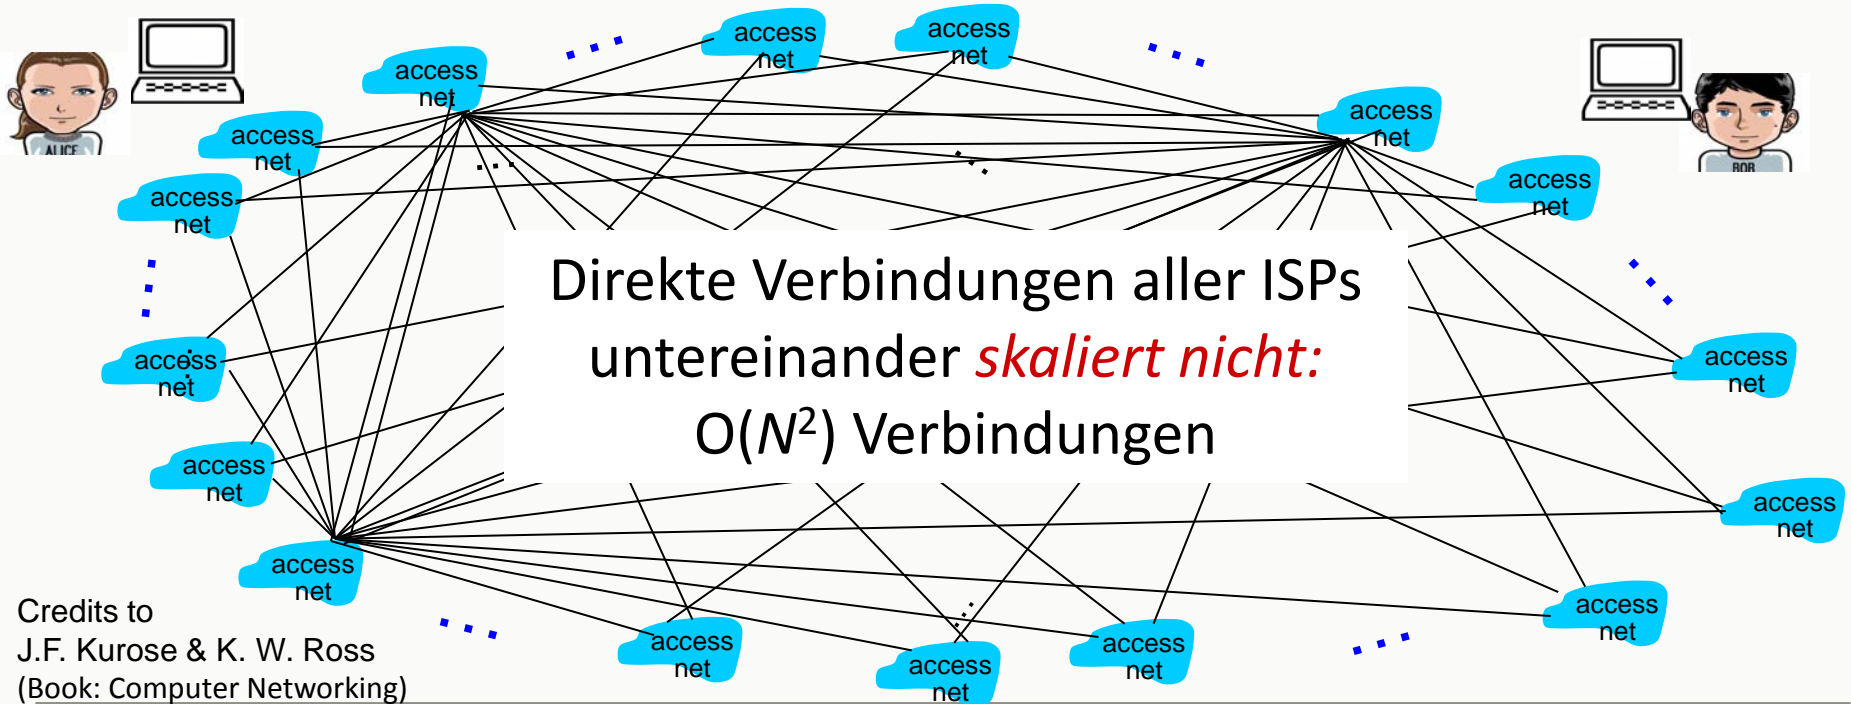 access
net
access
net
access
net
access
net
access
net
access
net
access
net
access
net
access
net
access
net
access
net
access
net
access
net
access
net
access
net
access
net
access
net
ALICE
BOB
Direkte Verbindungen aller ISPs
untereinander skaliert nicht:
O(N²) Verbindungen
Credits to
J.F. Kurose & K. W. Ross
(Book: Computer Networking)